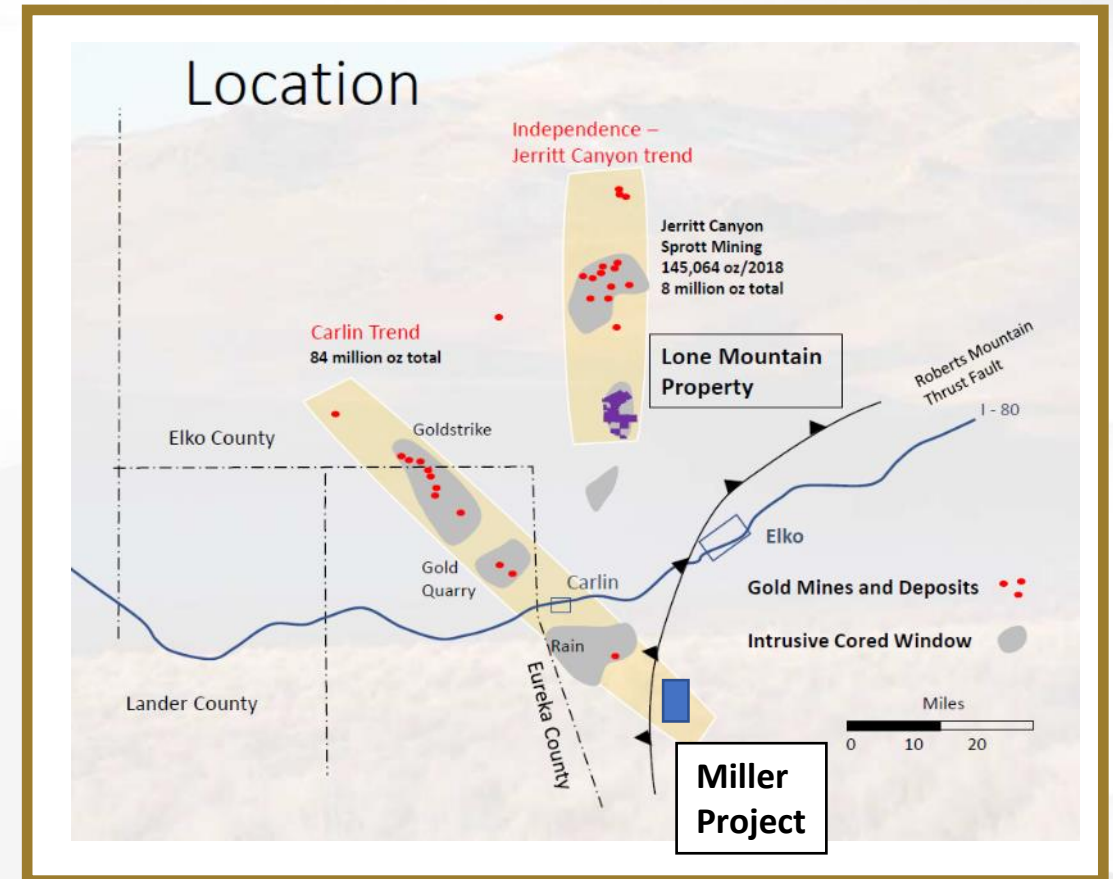 Location
Independence –
Jerritt Canyon trend
Jerritt Canyon
Sprott Mining
145,064 oz/2018
8 million oz total
Carlin Trend
84 million oz total
Lone Mountain
Property
Roberts Mountain
Thrust Fault
I - 80
Elko County
Goldstrike
Elko
Gold
Quarry
Carlin
Gold Mines and Deposits
Rain
Intrusive Cored Window
Eureka County
Lander County
Miles
0 10 20
Miller
Project